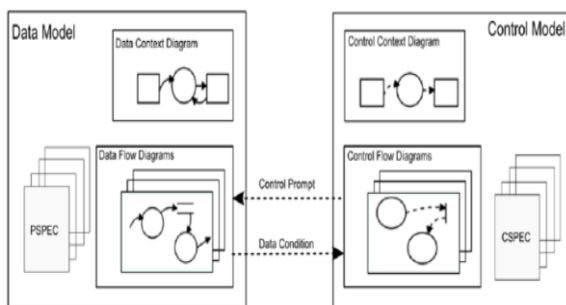 Data Model
Data Context Diagram
Data Flow Diagrams
PSPEC
Control Prompt
Data Condition
Control Model
Control Context Diagram
Control Flow Diagrams
CSPEC